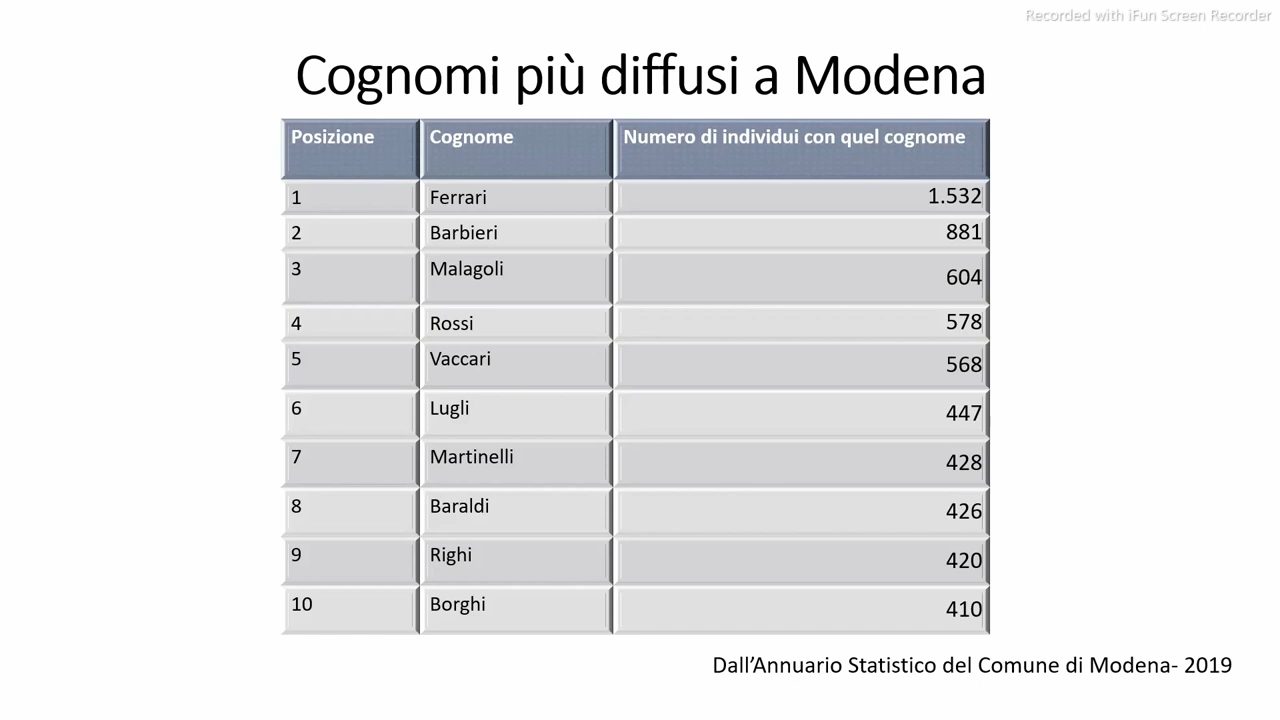 Recorded with iFun Screen Recorder
Cognomi più diffusi a Modena
Posizione Cognome Numero di individui con quel cognome
1 Ferrari 1.532
2 Barbieri 881
3 Malagoli 604
4 Rossi 578
5 Vaccari 568
6 Lugli 447
7 Martinelli 428
8 Baraldi 426
9 Righi 420
10 Borghi 410
Dall’Annuario Statistico del Comune di Modena- 2019